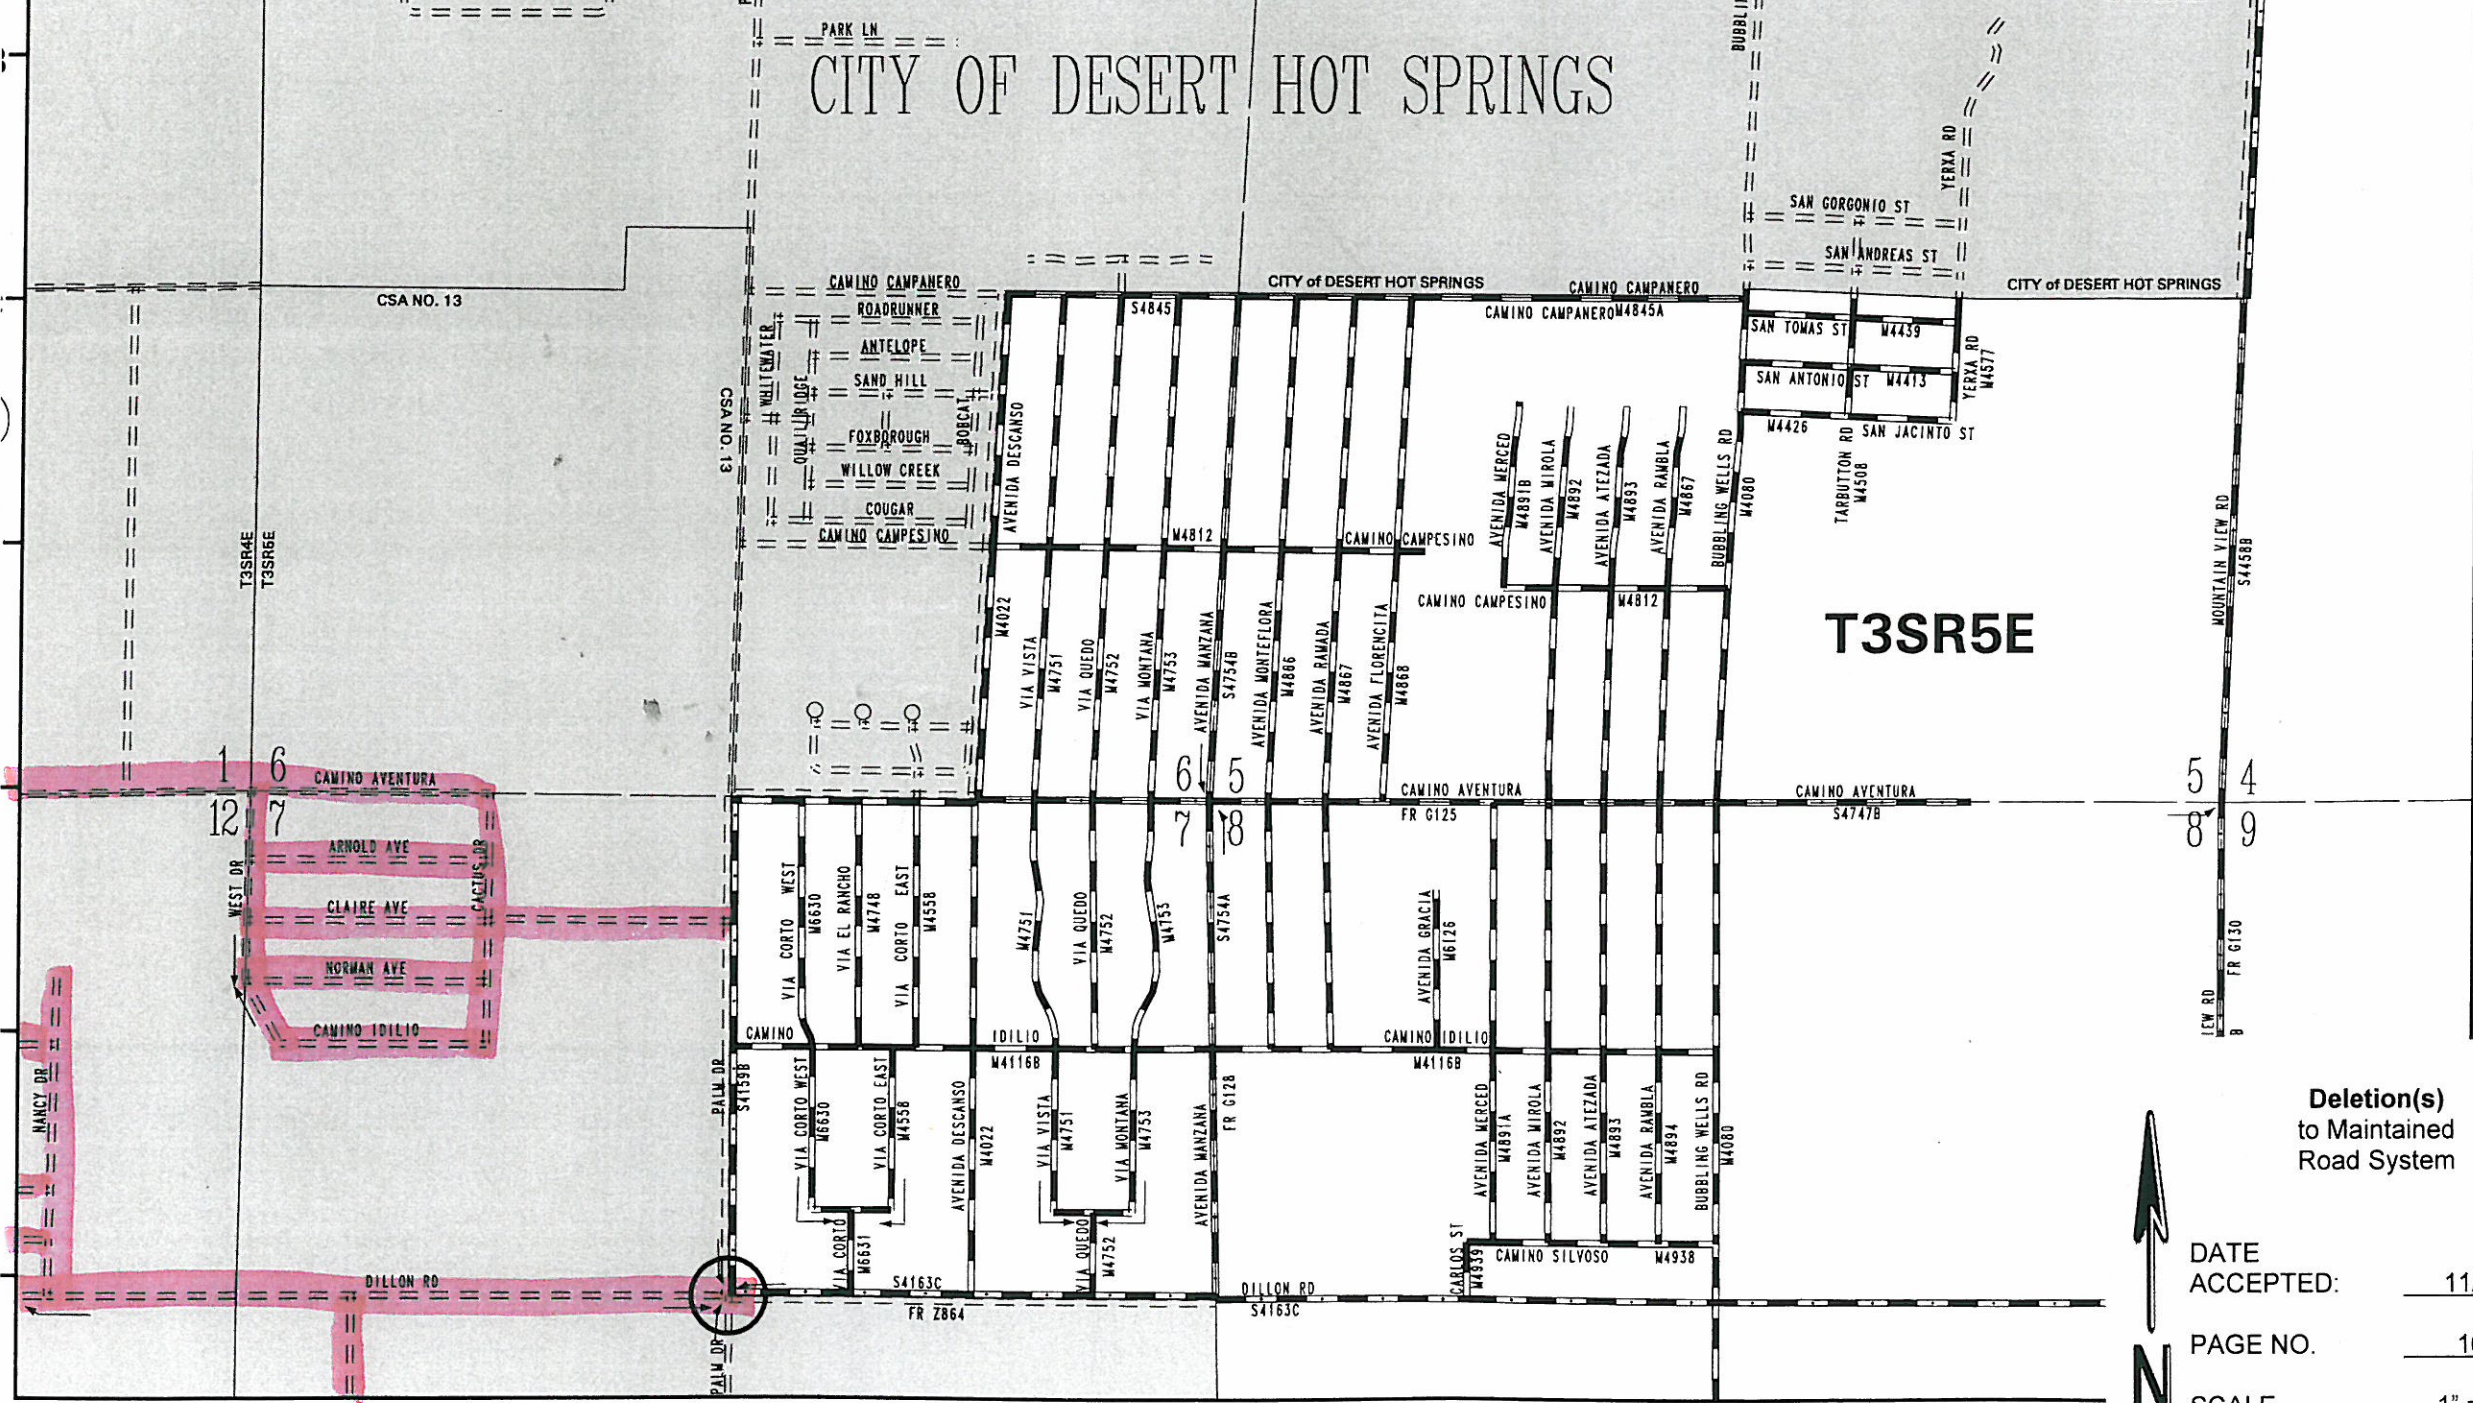 PARK LN
CITY OF DESERT HOT SPRINGS
YERXA RD
SAN GORGONIO ST
SAN ANDREAS ST
CITY of DESERT HOT SPRINGS
CITY of DESERT HOT SPRINGS
CSA NO. 13
CAMINO CAMPANERO
CAMINO CAMPANERO
S4845
CAMINO CAMPANERO M4845A
ROADRUNNER
WHITEWATER
ANTELOPE
SAND HILL
QUAIL RIDGE
BOBCAT
FOXBOROUGH
WILLOW CREEK
COUGAR
CAMINO CAMPESINO
CSA NO. 13
SAN TOMAS ST
M4439
SAN ANTONIO ST M4413
YERXA RD
M4577
M4426
SAN JACINTO ST
TARBUTTON RD
M4508
AVENIDA DESCANSO
M4812
CAMINO CAMPESINO
AVENIDA MERCED
M4891B
AVENIDA MIROLA
M4892
AVENIDA ATEZADA
M4893
AVENIDA RAMBLA
M4867
BUBBLING WELLS RD
M4080
MOUNTAIN VIEW RD
S4458B
T3SR4E
T3SR5E
CAMINO CAMPESINO
M4812
T3SR5E
M4022
VIA VISTA
M4751
VIA QUEDO
M4752
VIA MONTANA
M4753
AVENIDA MANZANA
S4754B
AVENIDA MONTEFLORA
M4866
AVENIDA RAMADA
M4867
AVENIDA FLORENCITA
M4868
1 6
12 7
CAMINO AVENTURA
6 5
7 8
CAMINO AVENTURA
FR G125
CAMINO AVENTURA
S4747B
5 4
8 9
ARNOLD AVE
WEST DR
CACTUS DR
CLAIRE AVE
NORMAN AVE
CAMINO IDILIO
NANCY DR
VIA CORTO WEST
M6630
VIA EL RANCHO
M4748
VIA CORTO EAST
M4558
M4751
VIA QUEDO
M4752
M4753
S4754A
AVENIDA GRACIA
M6126
FR G130
IEW RD
B
CAMINO IDILIO
M4116B
CAMINO IDILIO
M4116B
PALM DR
S4159B
VIA CORTO WEST
M6630
VIA CORTO EAST
M4558
AVENIDA DESCANSO
M4022
VIA VISTA
M4751
VIA MONTANA
M4753
AVENIDA MANZANA
FR G128
AVENIDA MERCED
M4891A
AVENIDA MIROLA
M4892
AVENIDA ATEZADA
M4893
AVENIDA RAMBLA
M4894
BUBBLING WELLS RD
M4080
VIA CORTO
M6631
VIA QUEDO
M4752
CARLOS ST
M4939
CAMINO SILVOSO
M4938
DILLON RD
S4163C
FR Z864
DILLON RD
S4163C
PALM DR
Deletion(s)
to Maintained
Road System
DATE
ACCEPTED:
PAGE NO.
N